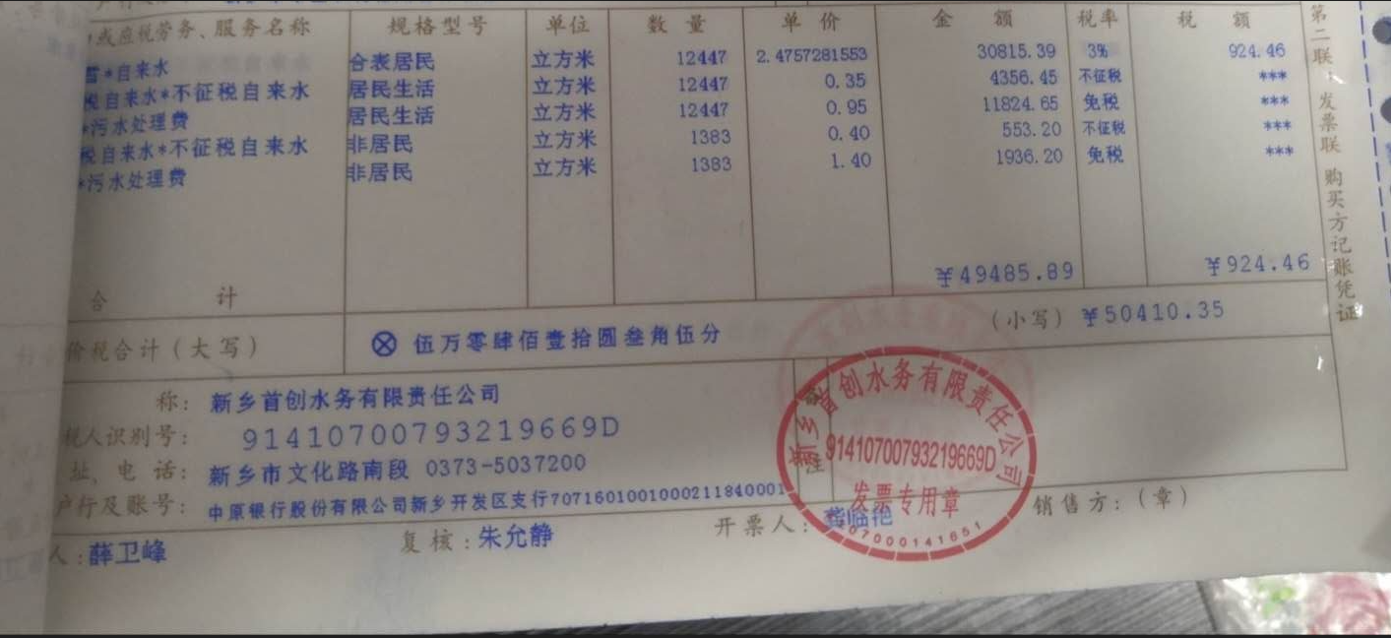 或应税劳务、服务名称 规格型号 单位 数量 单价 金额 税率 税额
*自来水 合表居民 立方米 12447 2.4757281553 30815.39 3% 924.46
税自来水*不征税自来水 居民生活 立方米 12447 0.35 4356.45 不征税 ***
*污水处理费 居民生活 立方米 12447 0.95 11824.65 免税 ***
税自来水*不征税自来水 非居民 立方米 1383 0.40 553.20 不征税 ***
*污水处理费 非居民 立方米 1383 1.40 1936.20 免税 ***
合计 ¥49485.89 ¥924.46
价税合计(大写) ⊗ 伍万零肆佰壹拾圆叁角伍分 (小写) ¥50410.35
称: 新乡首创水务有限责任公司
税人识别号: 91410700793219669D
址、电话: 新乡市文化路南段 0373-5037200
户行及账号: 中原银行股份有限公司新乡开发区支行7071601001000211840001
备注
人: 薛卫峰 复核: 朱允静 开票人: 龚临艳 销售方:(章)
新乡首创水务有限责任公司
91410700793219669D
发票专用章
07000141651
第二联:发票联 购买方记账凭证